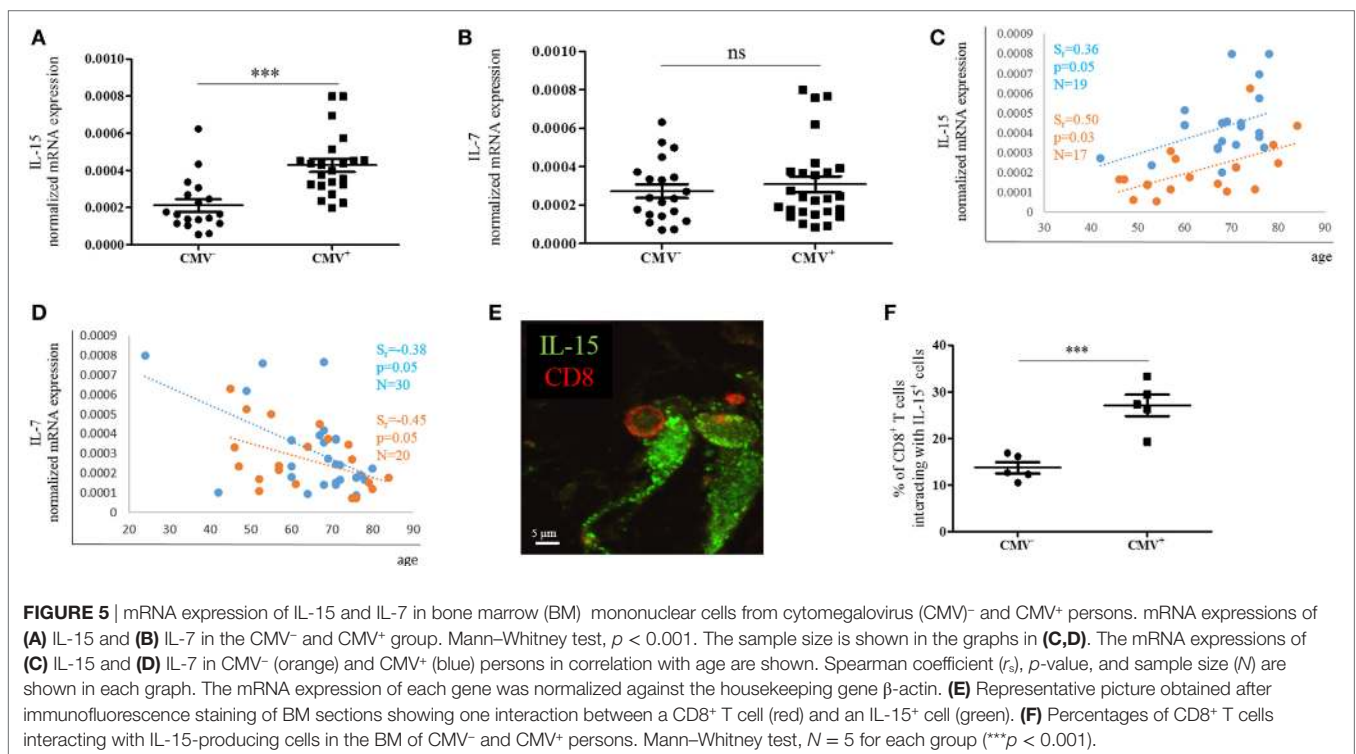 A
IL-15
normalized mRNA expression
0.0010
0.0008
0.0006
0.0004
0.0002
0.0000
***
CMV⁻
CMV⁺
B
IL-7
normalized mRNA expression
0.0010
0.0008
0.0006
0.0004
0.0002
0.0000
ns
CMV⁻
CMV⁺
C
IL-15
normalized mRNA expression
0.0009
0.0008
0.0007
0.0006
0.0005
0.0004
0.0003
0.0002
0.0001
0
Sᵣ=0.36
p=0.05
N=19
Sᵣ=0.50
p=0.03
N=17
30 40 50 60 70 80 90
age
D
IL-7
normalized mRNA expression
0.0009
0.0008
0.0007
0.0006
0.0005
0.0004
0.0003
0.0002
0.0001
0
Sᵣ=-0.38
p=0.05
N=30
Sᵣ=-0.45
p=0.05
N=20
20 30 40 50 60 70 80 90
age
E
IL-15
CD8
5 μm
F
% of CD8⁺ T cells
interacting with IL-15⁺ cells
40
30
20
10
0
***
CMV⁻
CMV⁺
FIGURE 5 | mRNA expression of IL-15 and IL-7 in bone marrow (BM) mononuclear cells from cytomegalovirus (CMV)⁻ and CMV⁺ persons. mRNA expressions of
(A) IL-15 and (B) IL-7 in the CMV⁻ and CMV⁺ group. Mann–Whitney test, p < 0.001. The sample size is shown in the graphs in (C,D). The mRNA expressions of
(C) IL-15 and (D) IL-7 in CMV⁻ (orange) and CMV⁺ (blue) persons in correlation with age are shown. Spearman coefficient (rₛ), p-value, and sample size (N) are
shown in each graph. The mRNA expression of each gene was normalized against the housekeeping gene β-actin. (E) Representative picture obtained after
immunofluorescence staining of BM sections showing one interaction between a CD8⁺ T cell (red) and an IL-15⁺ cell (green). (F) Percentages of CD8⁺ T cells
interacting with IL-15-producing cells in the BM of CMV⁻ and CMV⁺ persons. Mann–Whitney test, N = 5 for each group (***p < 0.001).